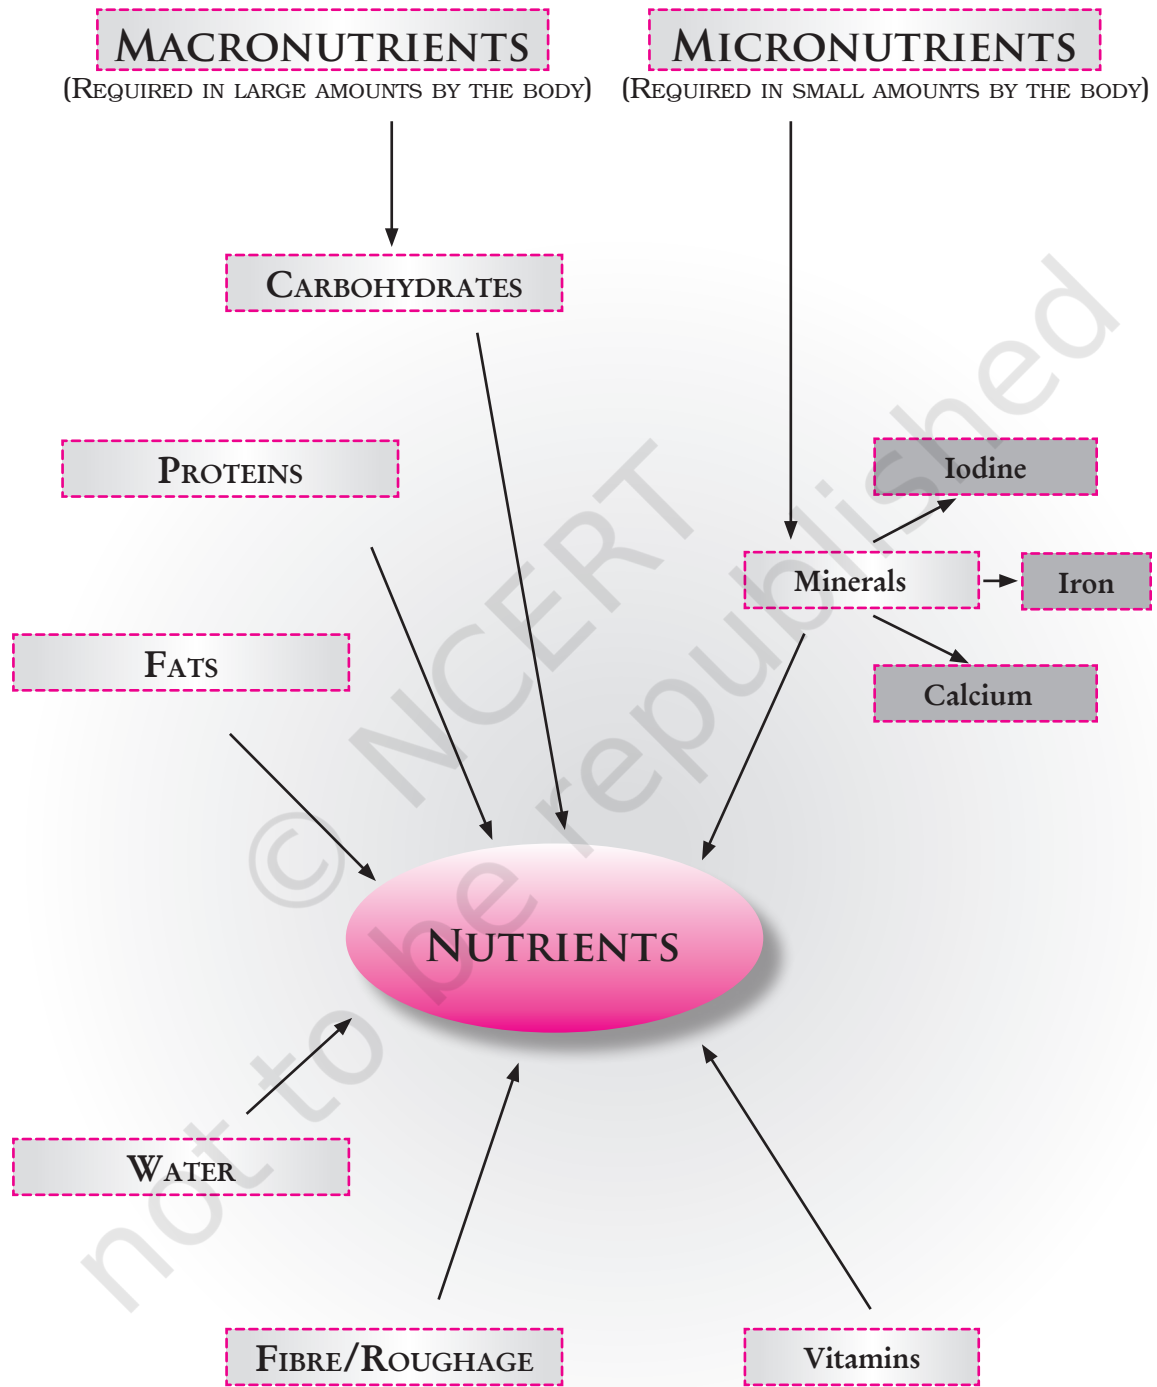 MACRONUTRIENTS
(REQUIRED IN LARGE AMOUNTS BY THE BODY)
MICRONUTRIENTS
(REQUIRED IN SMALL AMOUNTS BY THE BODY)
CARBOHYDRATES
PROTEINS
Iodine
Minerals
Iron
FATS
Calcium
NUTRIENTS
WATER
FIBRE/ROUGHAGE
Vitamins
© NCERT
not to be republished